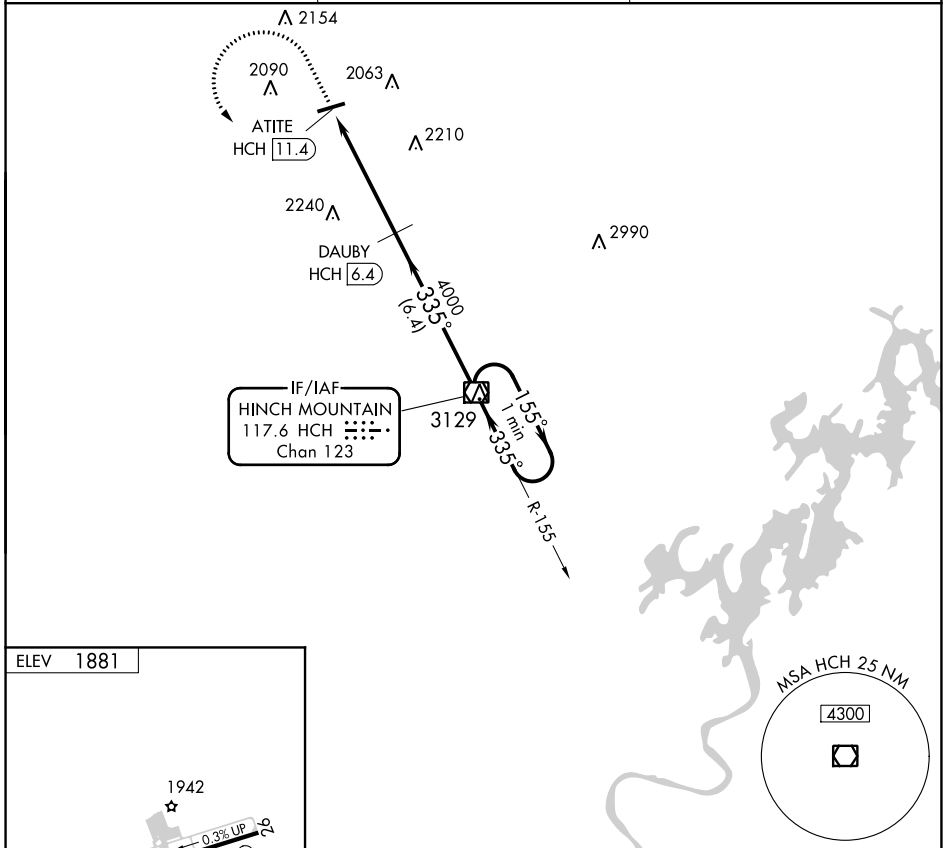 2154
2090
2063
ATITE
HCH 11.4
2210
2240
2990
DAUBY
HCH 6.4
4000
335°
(6.4)
IF/IAF
HINCH MOUNTAIN
117.6 HCH
Chan 123
3129
155°
1 min
335°
R-155
ELEV 1881
MSA HCH 25 NM
4300
1942
0.3% UP
26